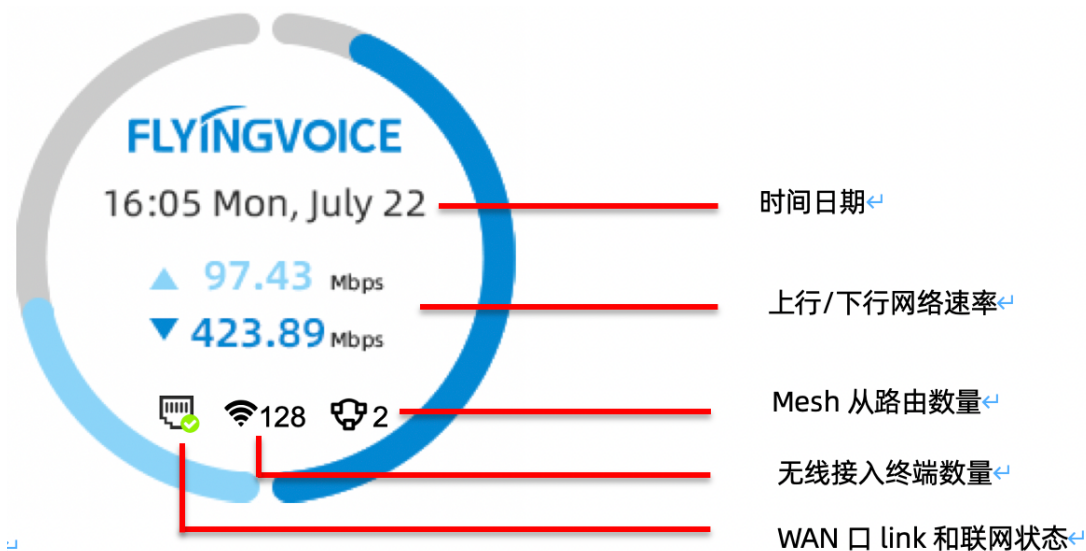 FLYINGVOICE
16:05 Mon, July 22
时间日期
97.43 Mbps
上行/下行网络速率
423.89 Mbps
128 2
Mesh 从路由数量
无线接入终端数量
WAN 口 link 和联网状态